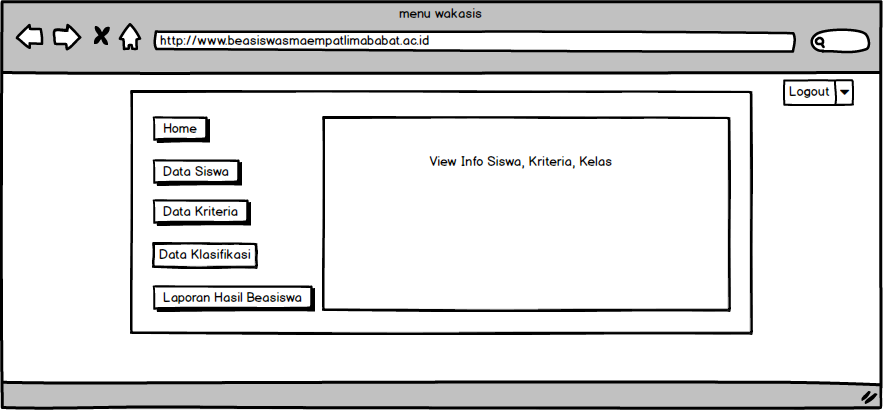 menu wakasis
http://www.beasiswasmaempatlimababat.ac.id
Logout
Home
Data Siswa
Data Kriteria
Data Klasifikasi
Laporan Hasil Beasiswa
View Info Siswa, Kriteria, Kelas